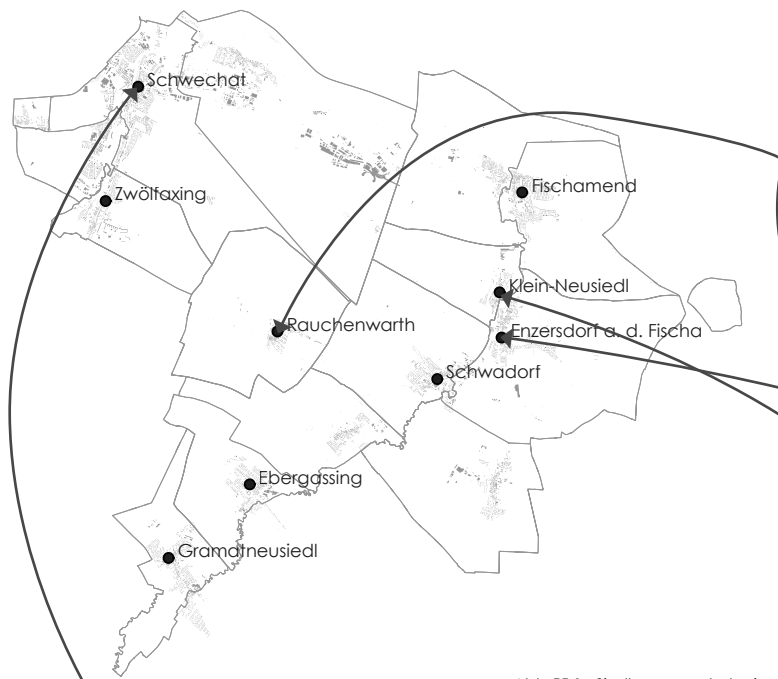 Schwechat
Zwölfaxing
Fischamend
Klein-Neusiedl
Rauchenwarth
Enzersdorf a. d. Fischa
Schwadorf
Ebergassing
Gramatneusiedl